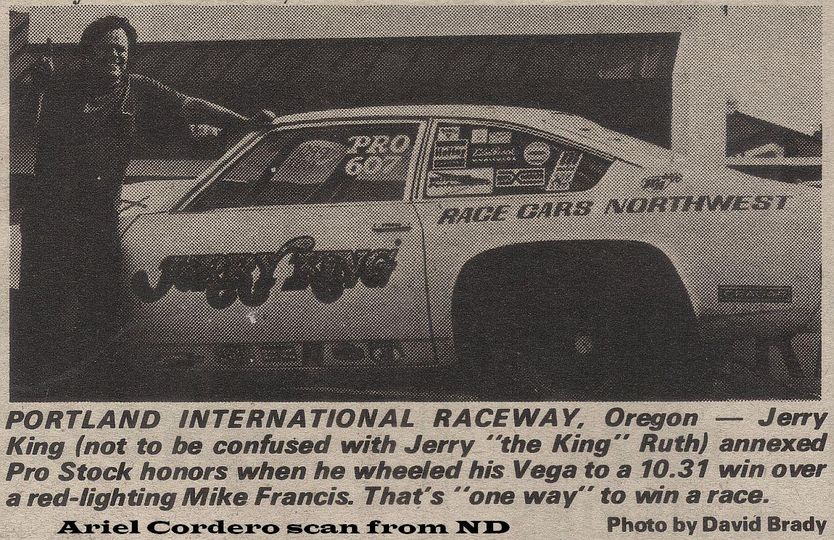 PRO
607
RACE CARS NORTHWEST
Jerry King
PORTLAND INTERNATIONAL RACEWAY, Oregon — Jerry
King (not to be confused with Jerry "the King" Ruth) annexed
Pro Stock honors when he wheeled his Vega to a 10.31 win over
a red-lighting Mike Francis. That's "one way" to win a race.
Ariel Cordero scan from ND
Photo by David Brady